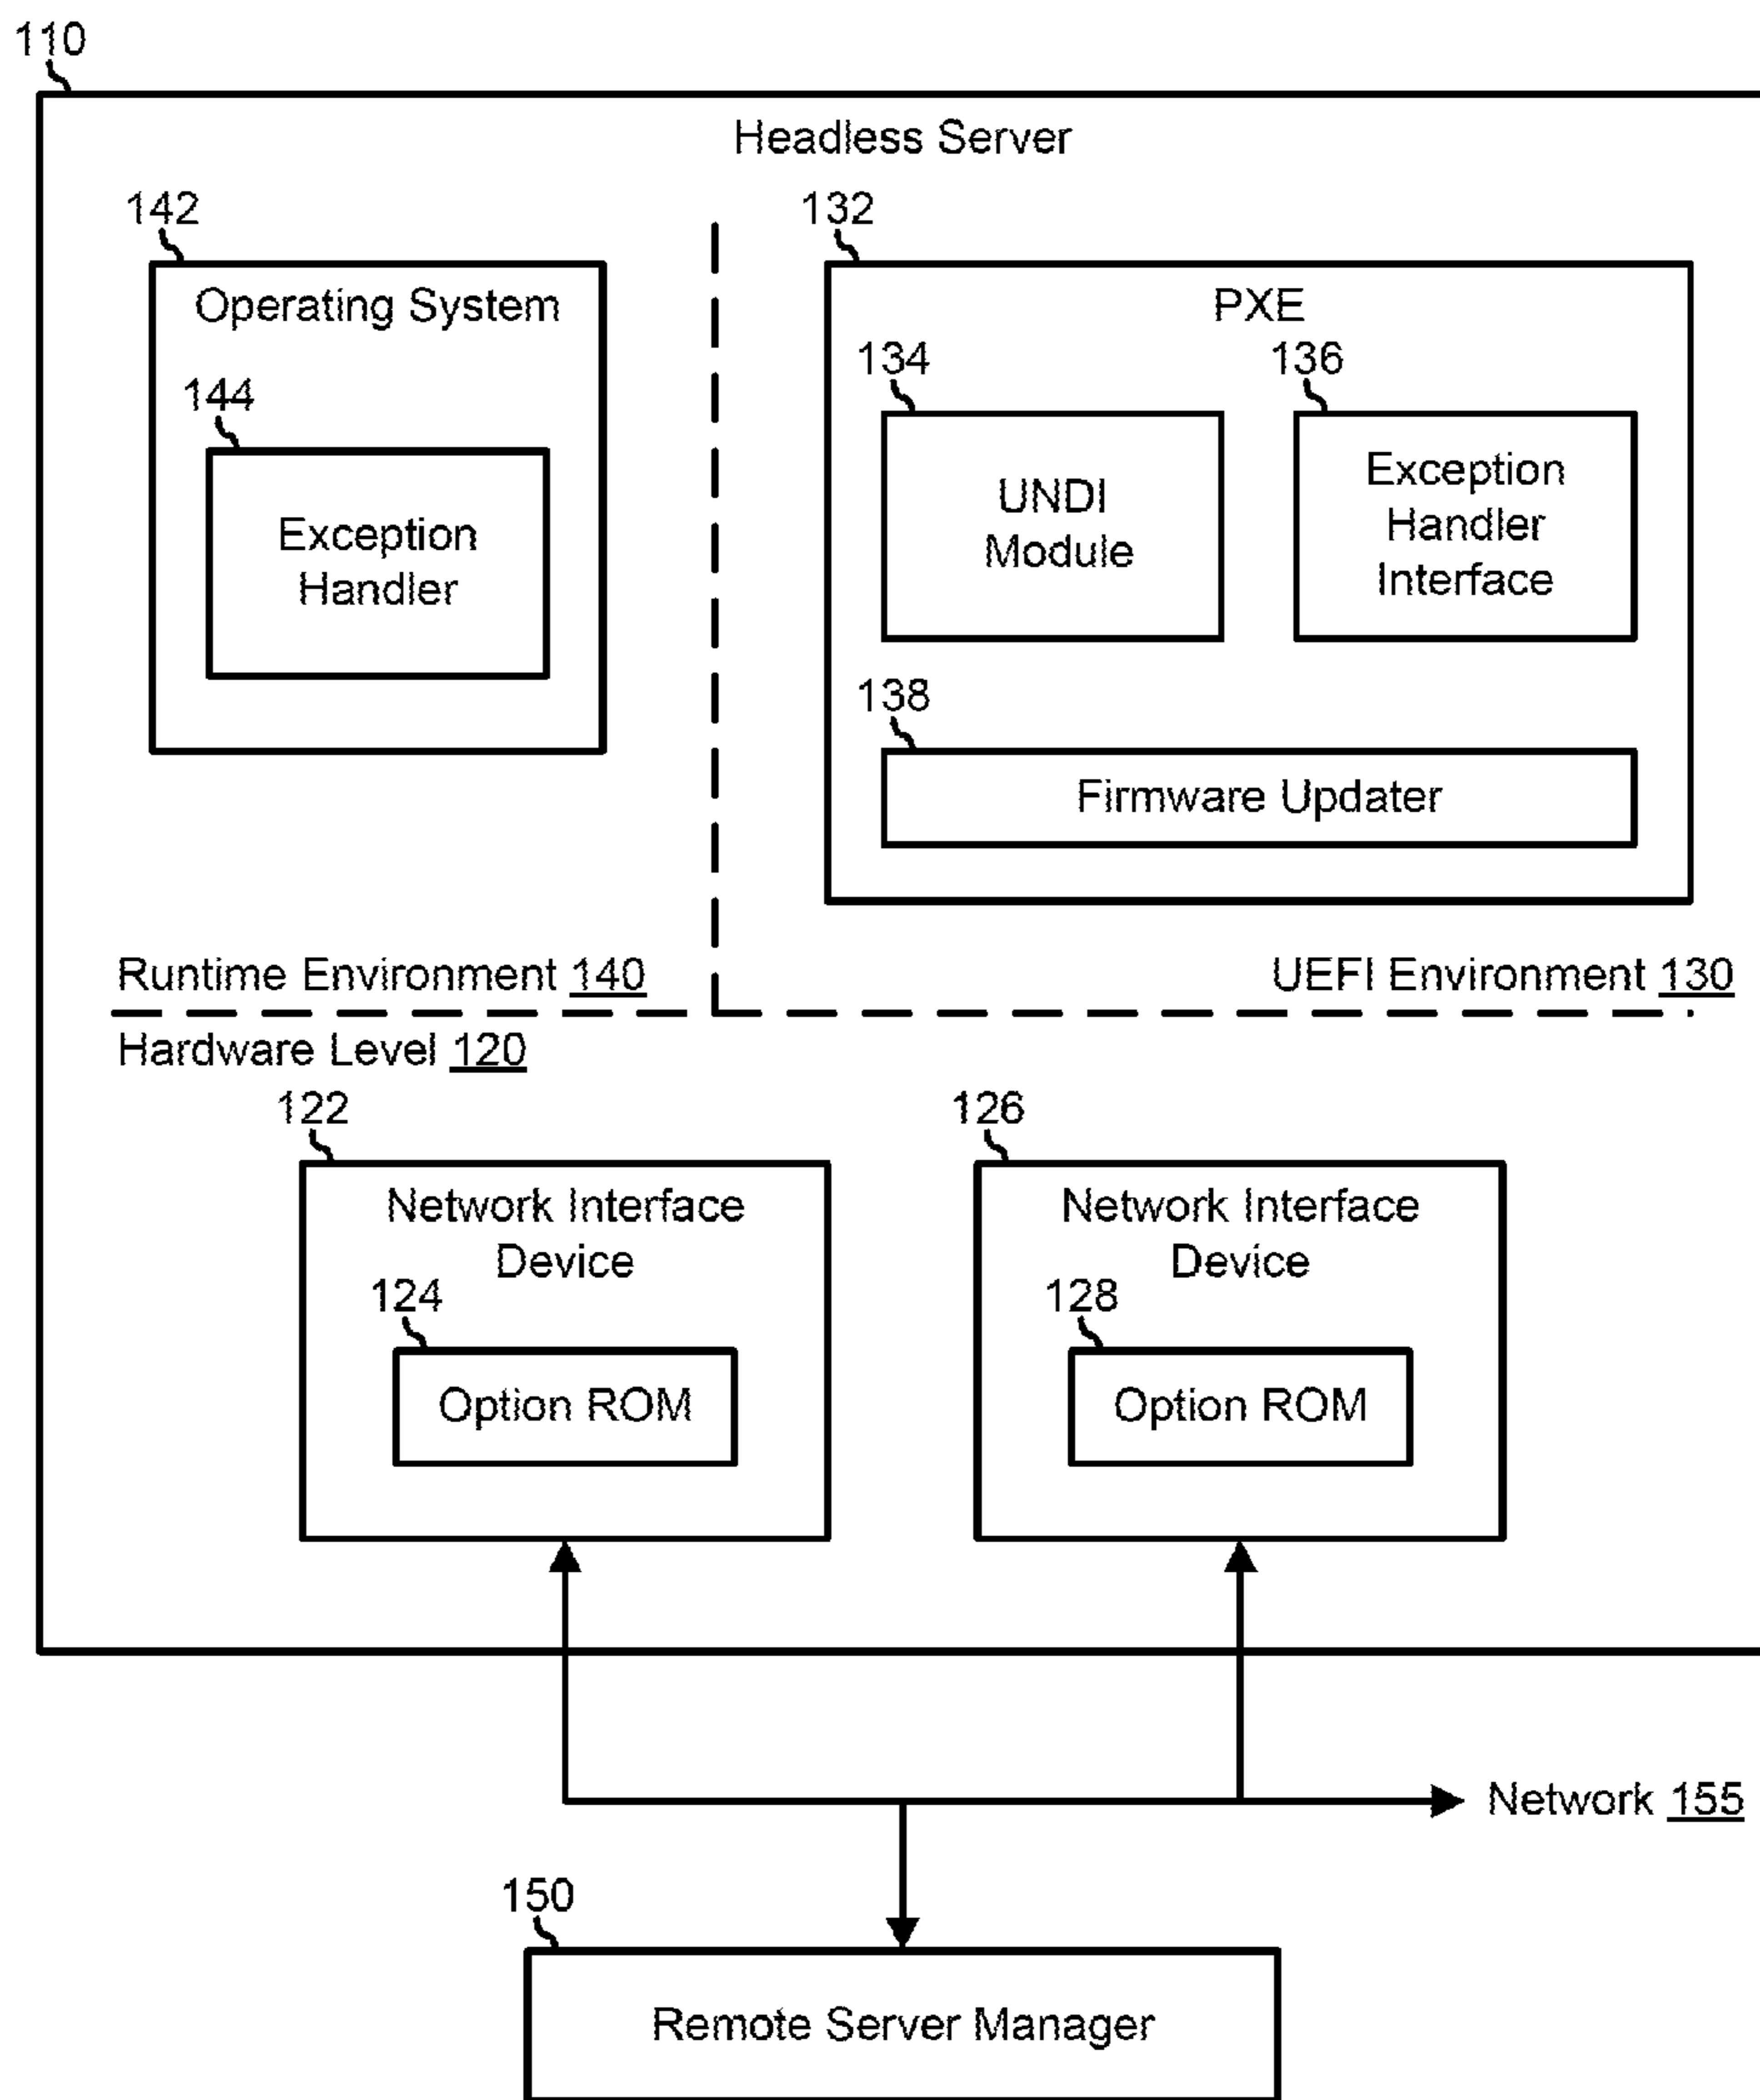 110
Headless Server
142
132
Operating System
PXE
134
136
144
Exception
Handler
UNDI
Module
Exception
Handler
Interface
138
Firmware Updater
Runtime Environment 140
UEFI Environment 130
Hardware Level 120
122
126
Network Interface
Device
Network Interface
Device
124
128
Option ROM
Option ROM
Network 155
150
Remote Server Manager